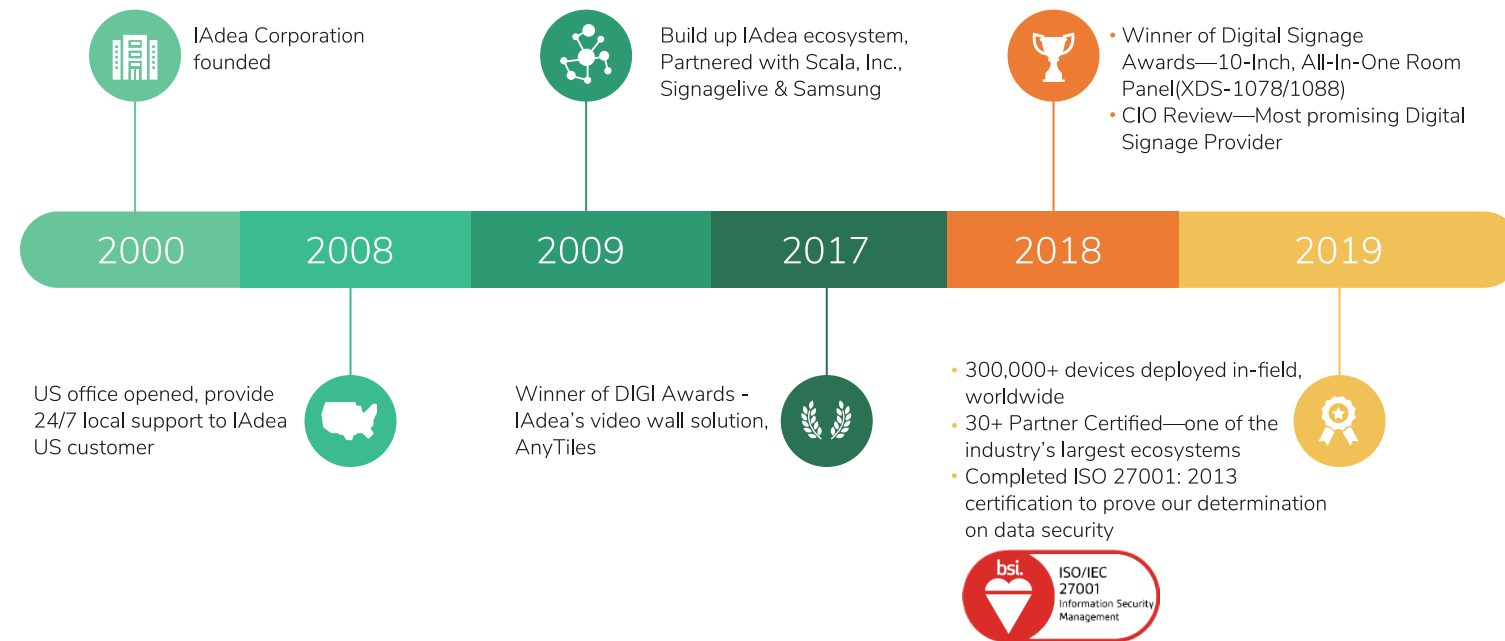 IAdea Corporation
founded
Build up IAdea ecosystem,
Partnered with Scala, Inc.,
Signagelive & Samsung
• Winner of Digital Signage
Awards—10-Inch, All-In-One Room
Panel(XDS-1078/1088)
• CIO Review—Most promising Digital
Signage Provider
2000
2008
2009
2017
2018
2019
US office opened, provide
24/7 local support to IAdea
US customer
Winner of DIGI Awards -
IAdea's video wall solution,
AnyTiles
• 300,000+ devices deployed in-field,
worldwide
• 30+ Partner Certified—one of the
industry's largest ecosystems
• Completed ISO 27001: 2013
certification to prove our determination
on data security
bsi.
ISO/IEC
27001
Information Security
Management